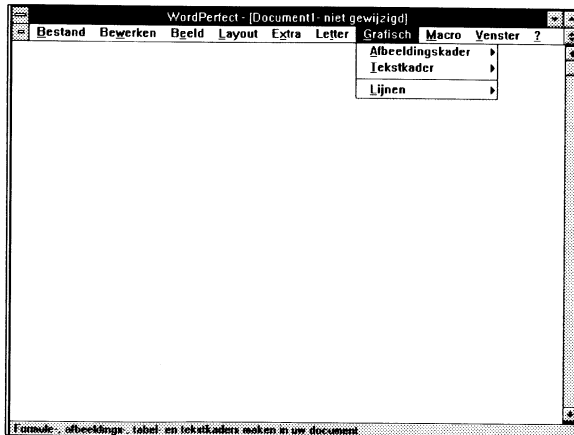 WordPerfect - [Document1 - niet gewijzigd]
Bestand Bewerken Beeld Layout Extra Letter Grafisch Macro Venster ?
Afbeeldingskader
Tekstkader
Lijnen
Formule-, afbeeldings-, tabel- en tekstkaders maken in uw document